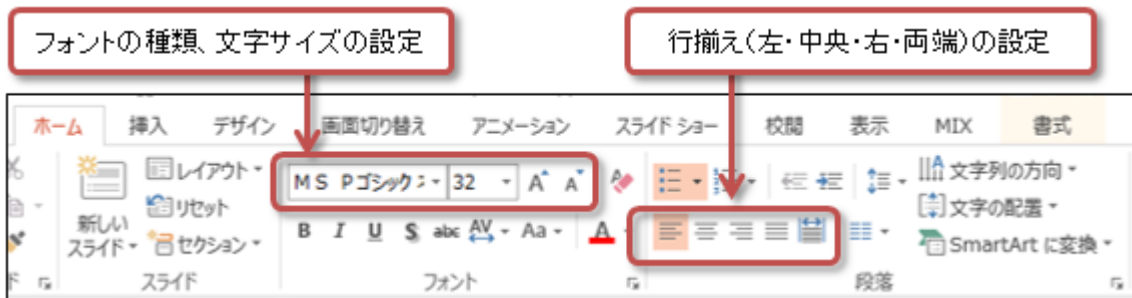 フォントの種類、文字サイズの設定
行揃え(左・中央・右・両端)の設定
ホーム 挿入 デザイン 画面切り替え アニメーション スライド ショー 校閲 表示 MIX 書式
レイアウト
MS Pゴシック 32 A A
文字列の方向
リセット
文字の配置
新しい
スライド
セクション
B I U S abc AV Aa A
SmartArt に変換
スライド フォント 段落